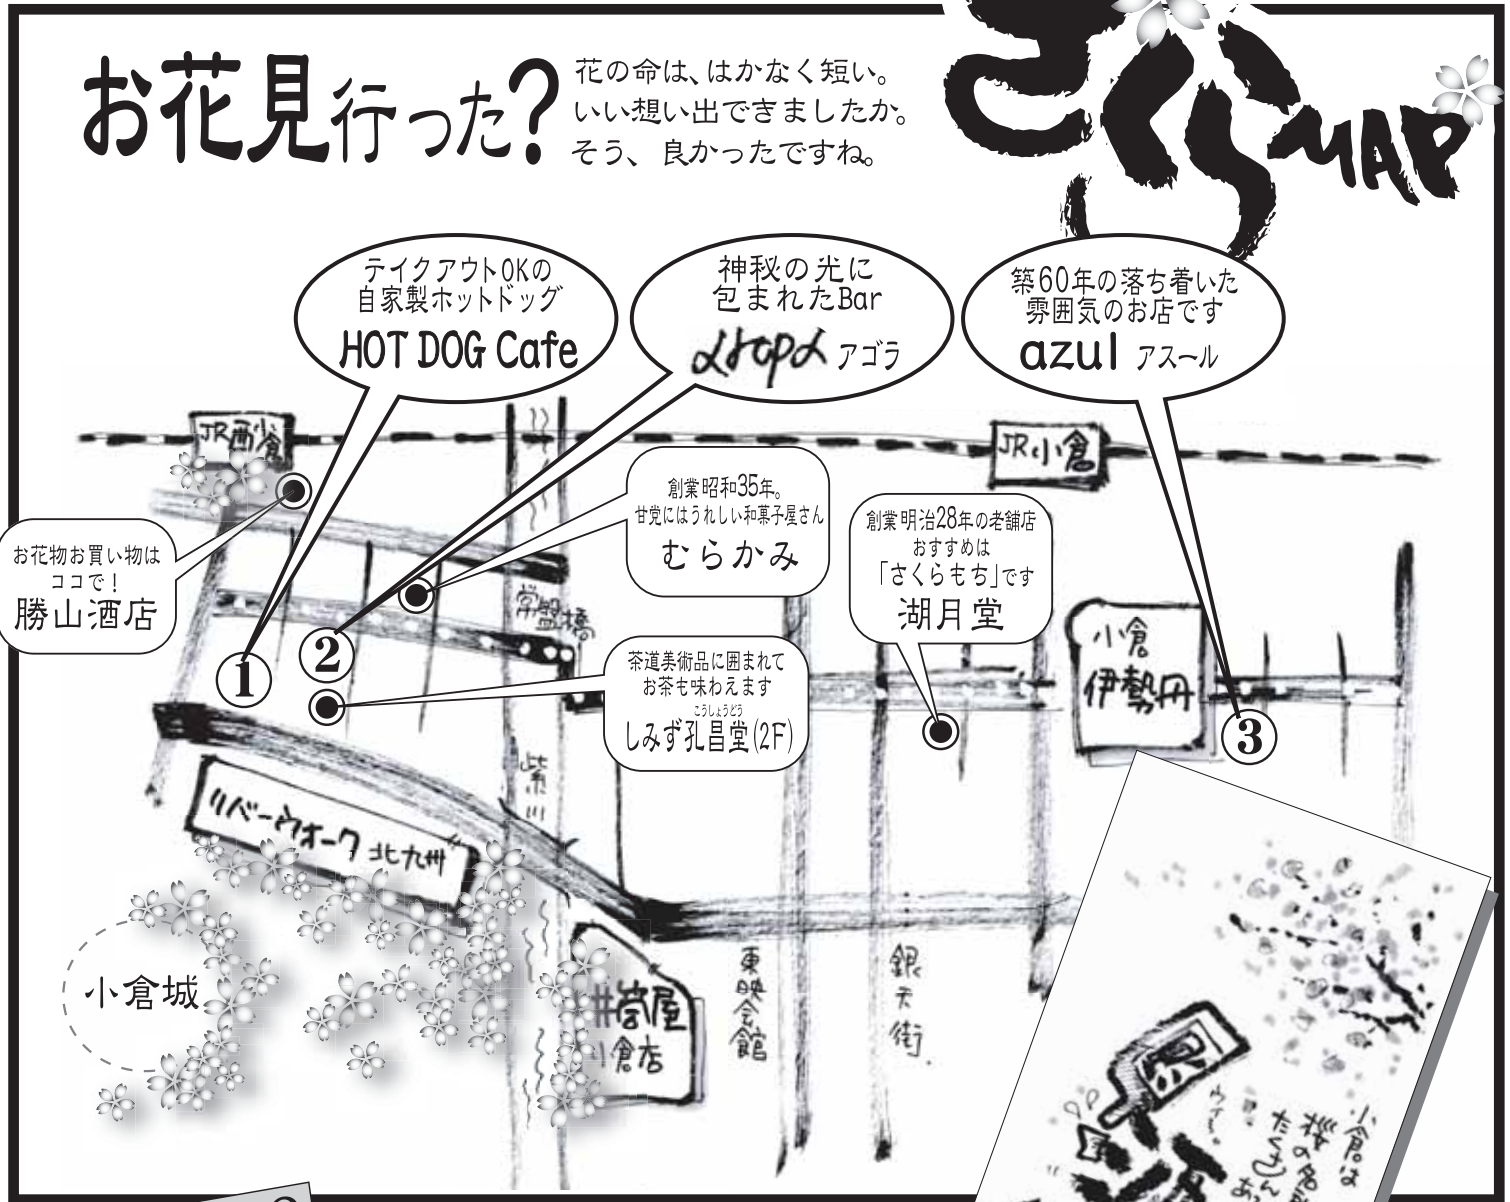 お花見行った?
花の命は、はかなく短い。
いい想い出できましたか。
そう、良かったですね。
さくらMAP
テイクアウトOKの
自家製ホットドッグ
HOT DOG Cafe
神秘の光に
包まれたBar
アゴラ
築60年の落ち着いた
雰囲気のお店です
azul アスール
JR西小倉
JR小倉
創業昭和35年。
甘党にはうれしい和菓子屋さん
むらかみ
創業明治28年の老舗店
おすすめは
「さくらもち」です
湖月堂
お花物お買い物は
ココで!
勝山酒店
常盤橋
小倉
伊勢丹
1
2
3
茶道美術品に囲まれて
お茶も味わえます
こうしょうどう
しみず孔昌堂(2F)
紫川
リバーウォーク 北九州
小倉城
井筒屋
小倉店
東映会館
銀天街
小倉は
桜の名所
たくさん